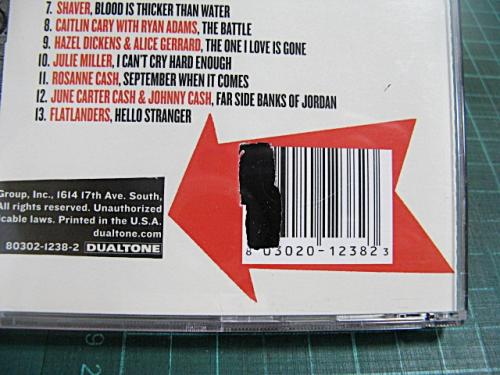 7. SHAVER, BLOOD IS THICKER THAN WATER
8. CAITLIN CARY WITH RYAN ADAMS, THE BATTLE
9. HAZEL DICKENS & ALICE GERRARD, THE ONE I LOVE IS GONE
10. JULIE MILLER, I CAN'T CRY HARD ENOUGH
11. ROSANNE CASH, SEPTEMBER WHEN IT COMES
12. JUNE CARTER CASH & JOHNNY CASH, FAR SIDE BANKS OF JORDAN
13. FLATLANDERS, HELLO STRANGER
Group, Inc., 1614 17th Ave. South,
All rights reserved. Unauthorized
cable laws. Printed in the U.S.A.
dualtone.com
80302-1238-2 DUALTONE
8 03020-12382 3
9
2